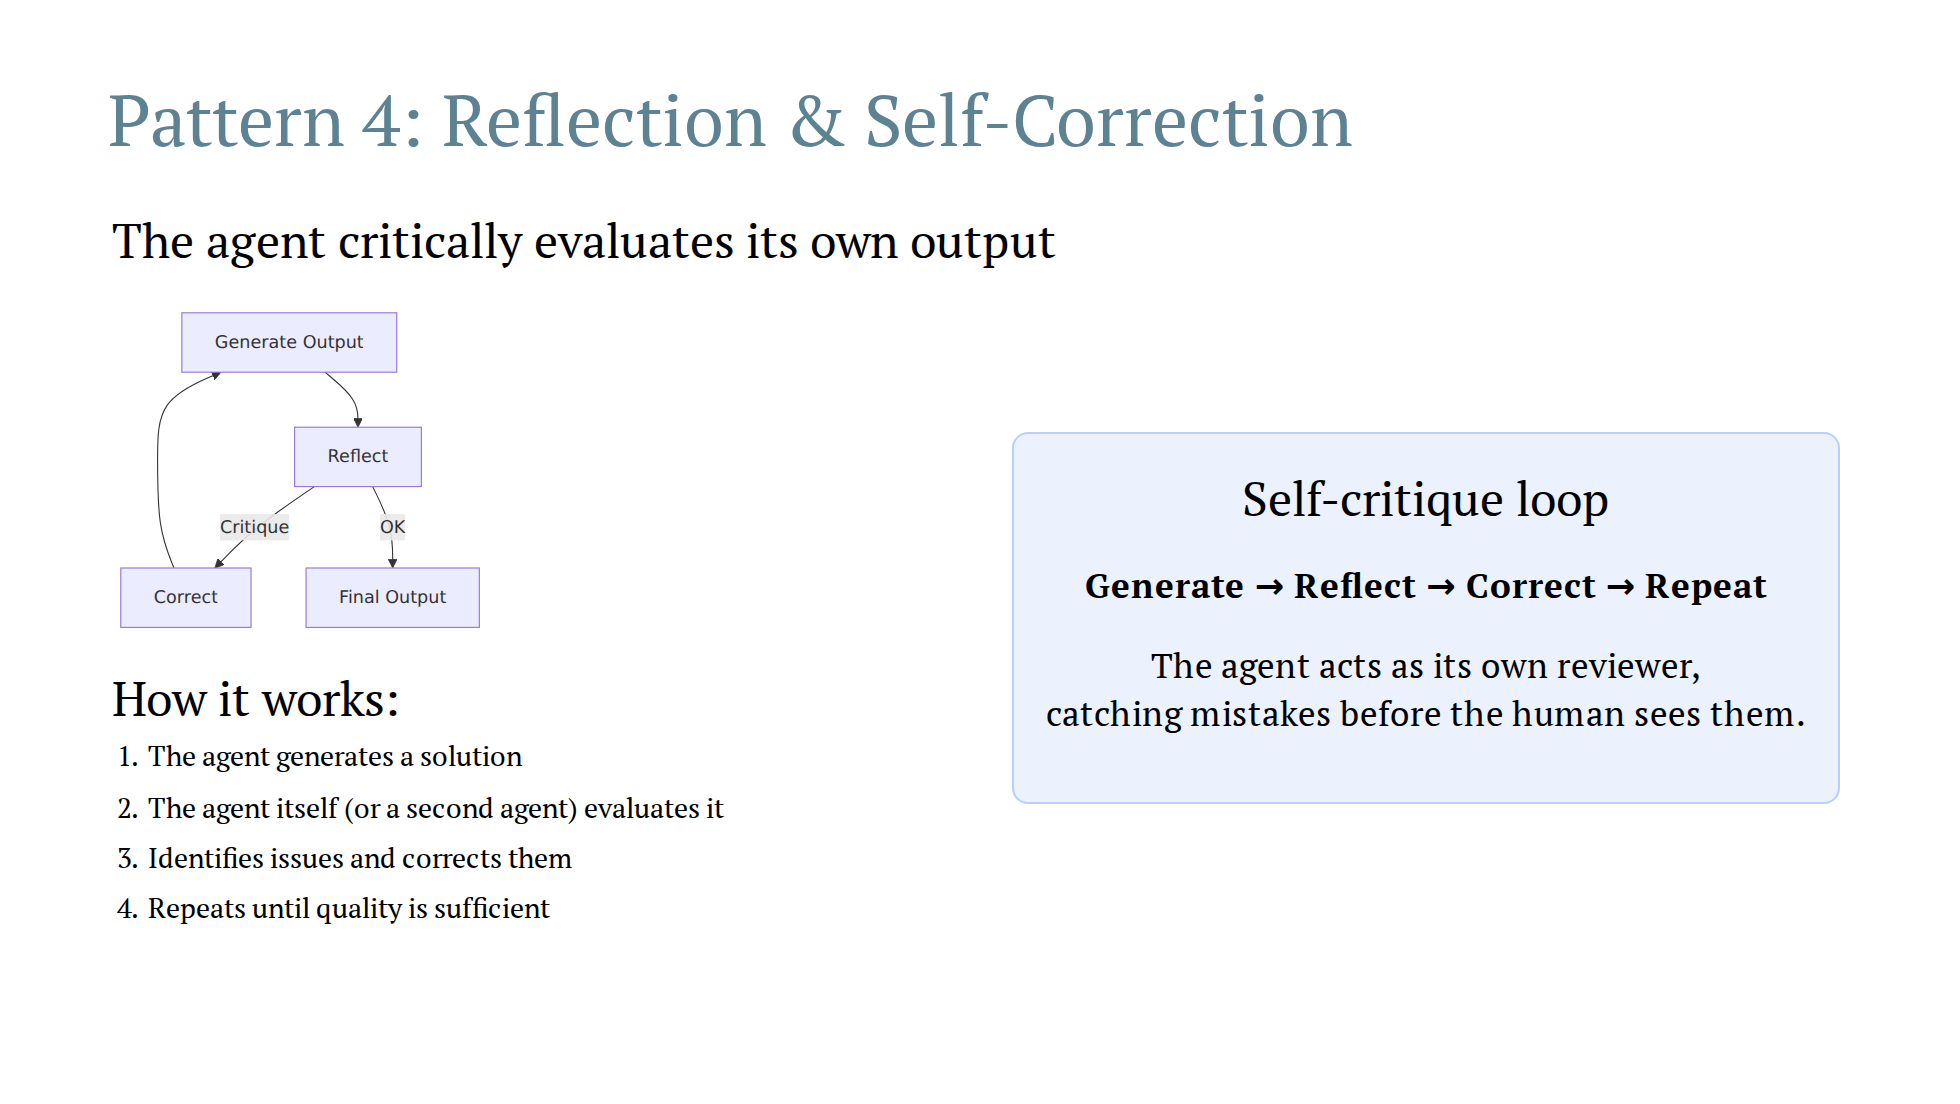 Pattern 4: Reflection & Self-Correction
The agent critically evaluates its own output
Generate Output
Reflect
Critique
OK
Correct
Final Output
How it works:
1. The agent generates a solution
2. The agent itself (or a second agent) evaluates it
3. Identifies issues and corrects them
4. Repeats until quality is sufficient
Self-critique loop
Generate → Reflect → Correct → Repeat
The agent acts as its own reviewer,
catching mistakes before the human sees them.